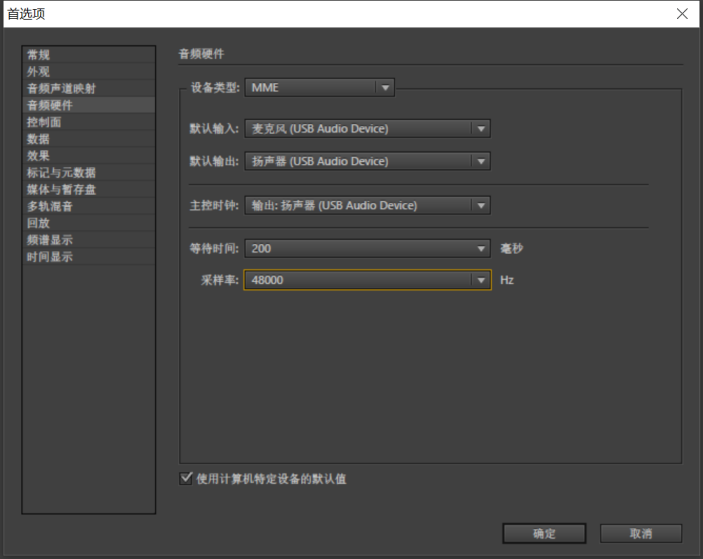 首选项
常规
外观
音频声道映射
音频硬件
控制面
数据
效果
标记与元数据
媒体与暂存盘
多轨混音
回放
频谱显示
时间显示
音频硬件
设备类型: MME
默认输入: 麦克风 (USB Audio Device)
默认输出: 扬声器 (USB Audio Device)
主控时钟: 输出: 扬声器 (USB Audio Device)
等待时间: 200 毫秒
采样率: 48000 Hz
使用计算机特定设备的默认值
确定 取消